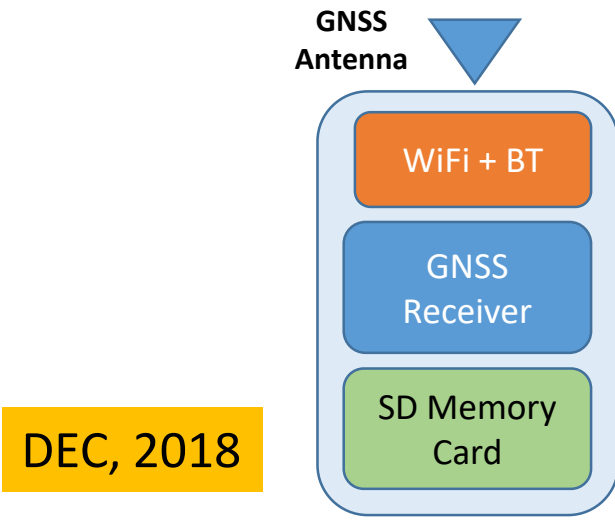 GNSS
Antenna
WiFi + BT
GNSS
Receiver
SD Memory
Card
DEC, 2018